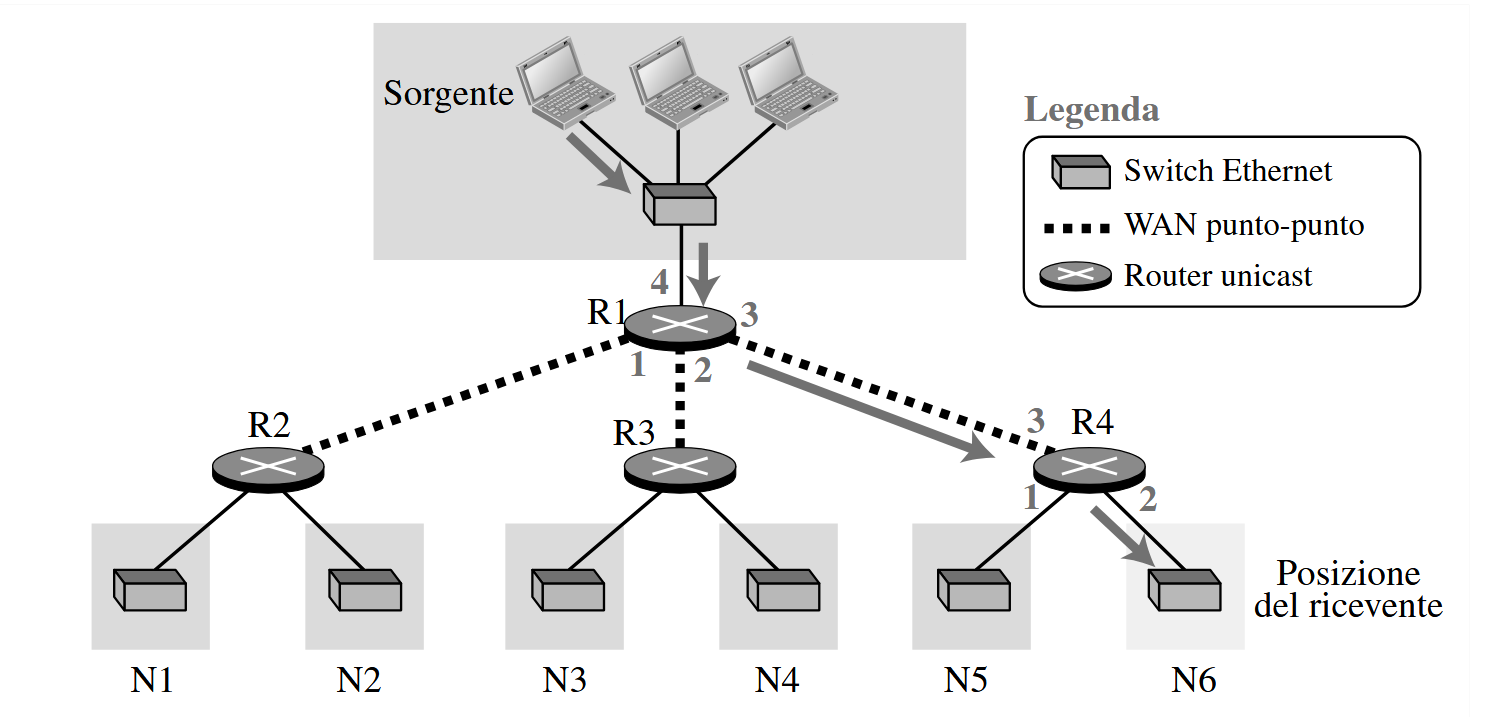 Sorgente
Legenda
Switch Ethernet
WAN punto-punto
Router unicast
4
R1
3
1
2
R2
R3
3
R4
1
2
Posizione
del ricevente
N1
N2
N3
N4
N5
N6